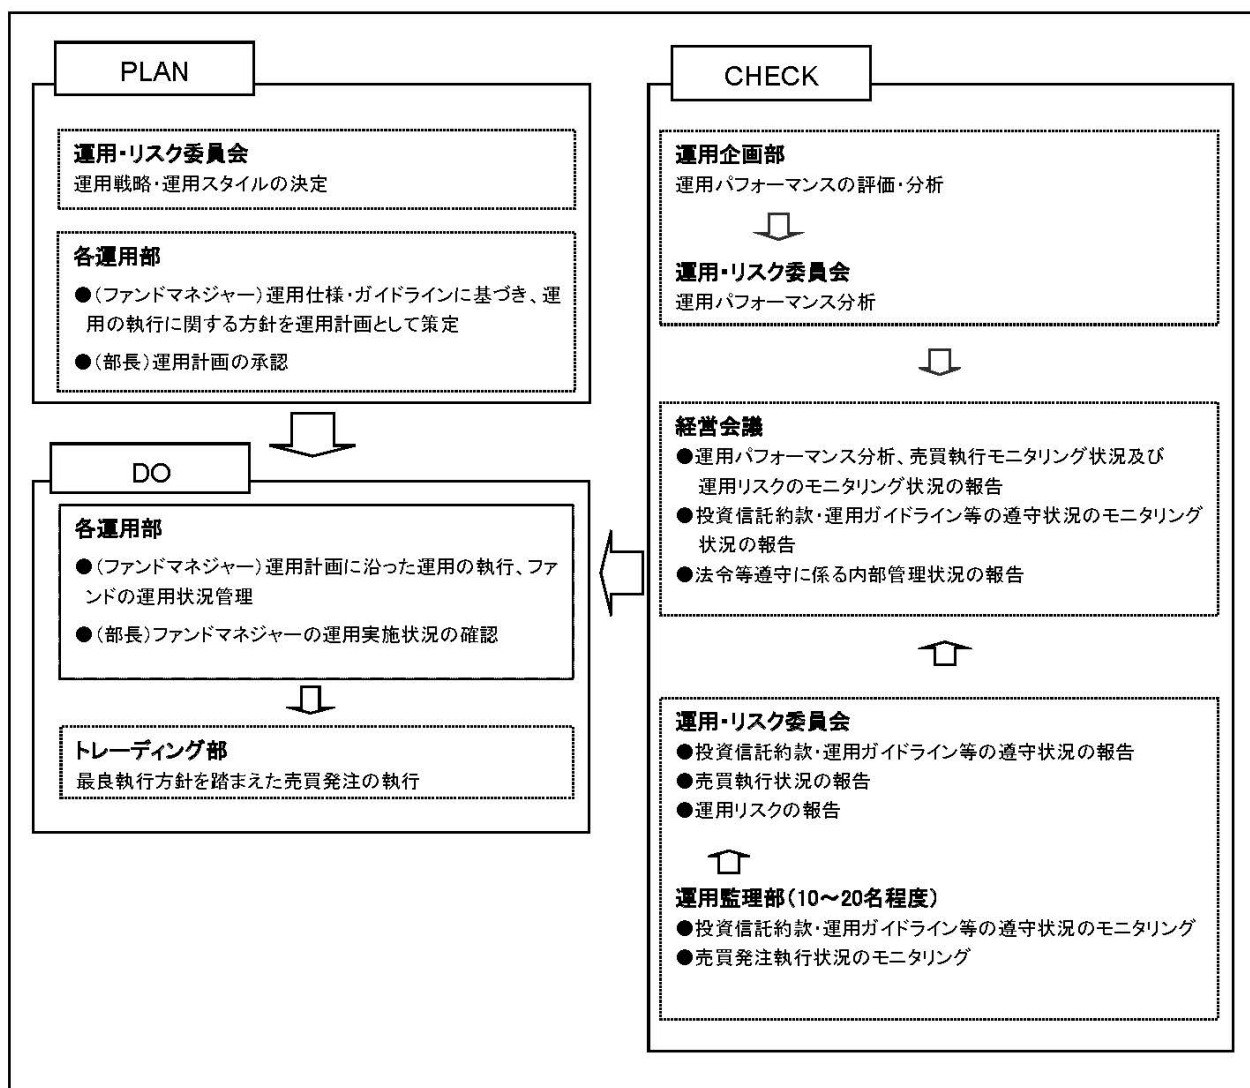 PLAN
運用・リスク委員会
運用戦略・運用スタイルの決定
各運用部
●(ファンドマネジャー)運用仕様・ガイドラインに基づき、運
用の執行に関する方針を運用計画として策定
●(部長)運用計画の承認
DO
各運用部
●(ファンドマネジャー)運用計画に沿った運用の執行、ファ
ンドの運用状況管理
●(部長)ファンドマネジャーの運用実施状況の確認
トレーディング部
最良執行方針を踏まえた売買発注の執行
CHECK
運用企画部
運用パフォーマンスの評価・分析
運用・リスク委員会
運用パフォーマンス分析
経営会議
●運用パフォーマンス分析、売買執行モニタリング状況及び
運用リスクのモニタリング状況の報告
●投資信託約款・運用ガイドライン等の遵守状況のモニタリング
状況の報告
●法令等遵守に係る内部管理状況の報告
運用・リスク委員会
●投資信託約款・運用ガイドライン等の遵守状況の報告
●売買執行状況の報告
●運用リスクの報告
運用監理部(10~20名程度)
●投資信託約款・運用ガイドライン等の遵守状況のモニタリング
●売買発注執行状況のモニタリング